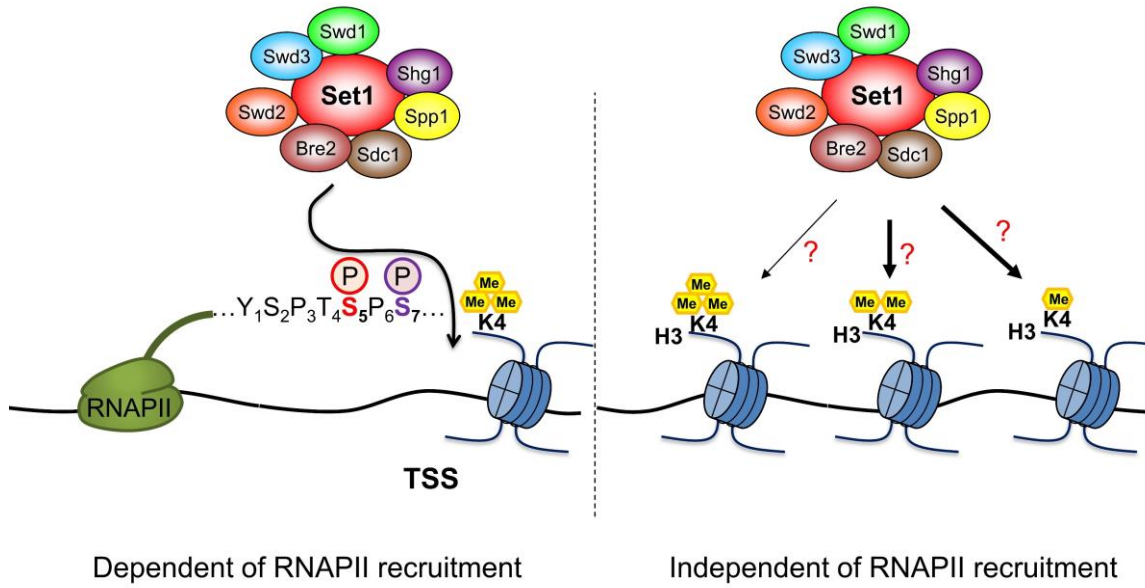 Swd1
Swd3
Shg1
Set1
Swd2
Spp1
Bre2
Sdc1
P P
...Y₁S₂P₃T₄S₅P₆S₇...
Me
Me Me
K4
RNAPII
TSS
Dependent of RNAPII recruitment
Swd1
Swd3
Shg1
Set1
Swd2
Spp1
Bre2
Sdc1
? ? ?
Me
Me Me
H3 K4
Me Me
H3 K4
Me
H3 K4
Independent of RNAPII recruitment